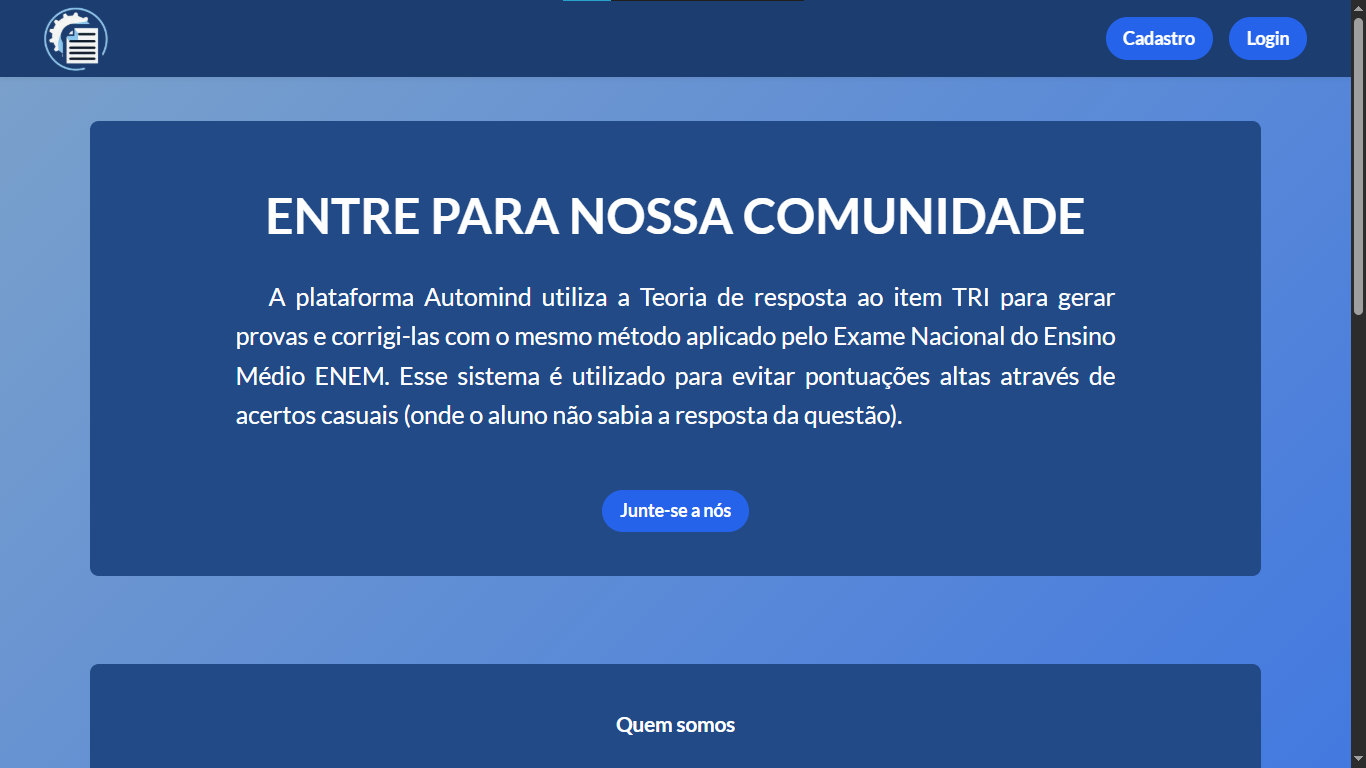 Cadastro
Login
ENTRE PARA NOSSA COMUNIDADE
A plataforma Automind utiliza a Teoria de resposta ao item TRI para gerar
provas e corrigi-las com o mesmo método aplicado pelo Exame Nacional do Ensino
Médio ENEM. Esse sistema é utilizado para evitar pontuações altas através de
acertos casuais (onde o aluno não sabia a resposta da questão).
Junte-se a nós
Quem somos